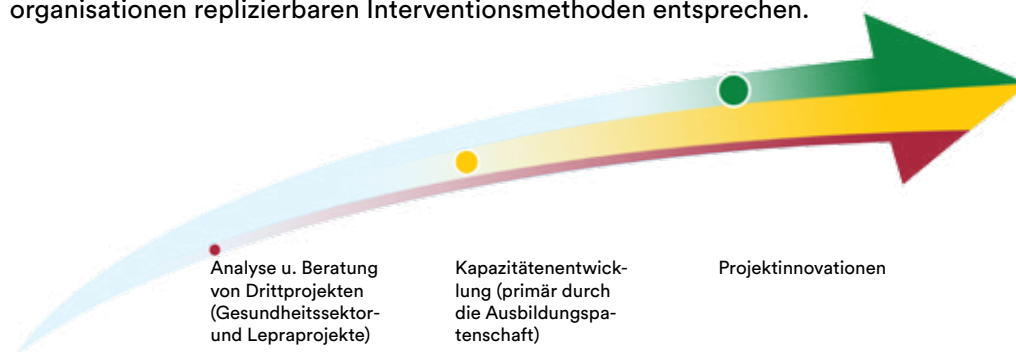 organisationen replizierbaren Interventionsmethoden entsprechen.
Analyse u. Beratung
von Drittprojekten
(Gesundheitssektor-
und Lepraprojekte)
Kapazitätenentwick-
lung (primär durch
die Ausbildungspa-
tenschaft)
Projektinnovationen